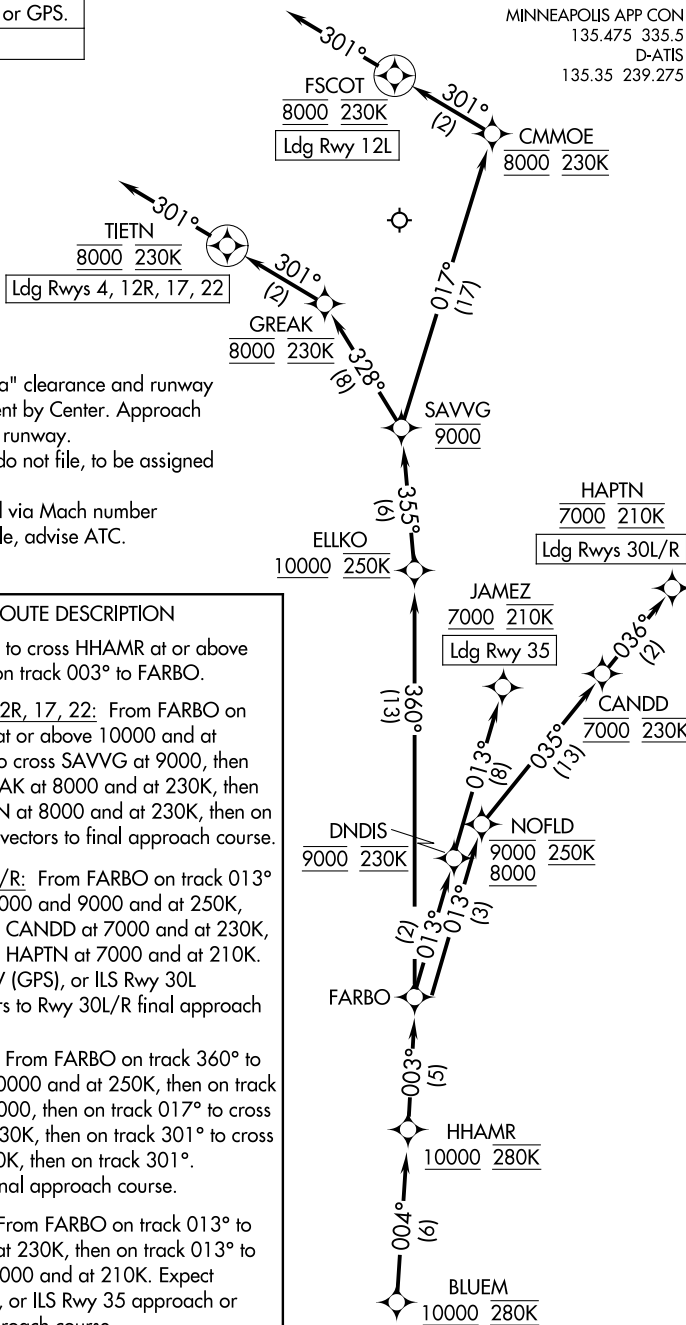 or GPS.
MINNEAPOLIS APP CON
135.475 335.5
D-ATIS
135.35 239.275
301°
FSCOT
8000 230K
Ldg Rwy 12L
301°
(2)
CMMOE
8000 230K
301°
TIETN
8000 230K
Ldg Rwys 4, 12R, 17, 22
301°
(2)
GREAK
8000 230K
328°
(8)
017°
(17)
SAVVG
9000
a" clearance and runway
ent by Center. Approach
runway.
do not file, to be assigned
via Mach number
le, advise ATC.
355°
(6)
ELLKO
10000 250K
HAPTN
7000 210K
Ldg Rwys 30L/R
JAMEZ
7000 210K
Ldg Rwy 35
036°
(2)
CANDD
7000 230K
360°
(13)
013°
(8)
035°
(13)
DNDIS
9000 230K
NOFLD
9000 250K
8000
(2)
013°
013°
(3)
FARBO
003°
(5)
HHAMR
10000 280K
004°
(6)
BLUEM
10000 280K
OUTE DESCRIPTION
to cross HHAMR at or above
on track 003° to FARBO.
2R, 17, 22: From FARBO on
at or above 10000 and at
o cross SAVVG at 9000, then
AK at 8000 and at 230K, then
N at 8000 and at 230K, then on
vectors to final approach course.
/R: From FARBO on track 013°
000 and 9000 and at 250K,
CANDD at 7000 and at 230K,
HAPTN at 7000 and at 210K.
V (GPS), or ILS Rwy 30L
rs to Rwy 30L/R final approach
From FARBO on track 360° to
0000 and at 250K, then on track
000, then on track 017° to cross
30K, then on track 301° to cross
0K, then on track 301°.
nal approach course.
From FARBO on track 013° to
at 230K, then on track 013° to
000 and at 210K. Expect
, or ILS Rwy 35 approach or